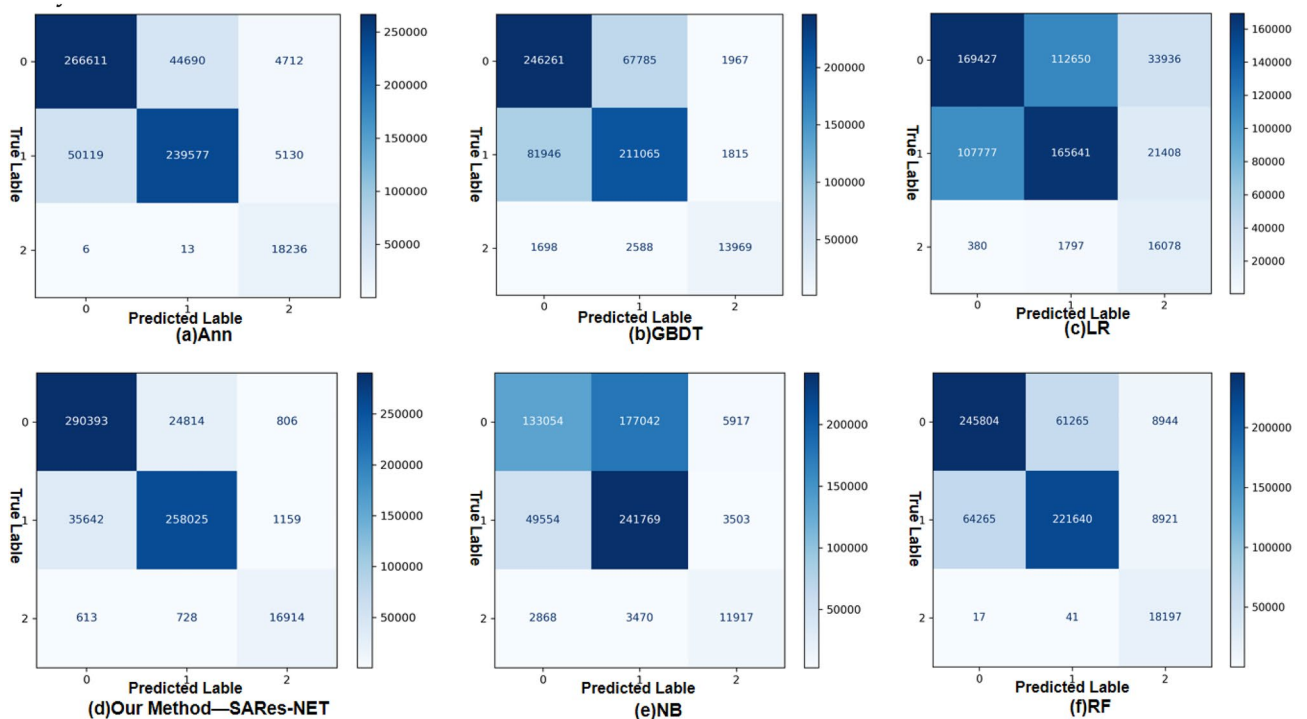 250000
0
266611 44690 4712
200000
True Lable
150000
1
50119 239577 5130
100000
50000
2
6 13 18236
0 1 2
Predicted Lable
(a)Ann
200000
0
246261 67785 1967
150000
True Lable
1
81946 211065 1815
100000
50000
2
1698 2588 13969
0 1 2
Predicted Lable
(b)GBDT
160000
0
169427 112650 33936
140000
120000
True Lable
100000
1
107777 165641 21408
80000
60000
40000
2
380 1797 16078
20000
0 1 2
Predicted Lable
(c)LR
250000
0
290393 24814 806
200000
True Lable
150000
1
35642 258025 1159
100000
50000
2
613 728 16914
0 1 2
Predicted Lable
(d)Our Method—SARes-NET
200000
0
133054 177042 5917
150000
True Lable
1
49554 241769 3503
100000
50000
2
2868 3470 11917
0 1 2
Predicted Lable
(e)NB
200000
0
245804 61265 8944
150000
True Lable
1
64265 221640 8921
100000
50000
2
17 41 18197
0 1 2
Predicted Lable
(f)RF